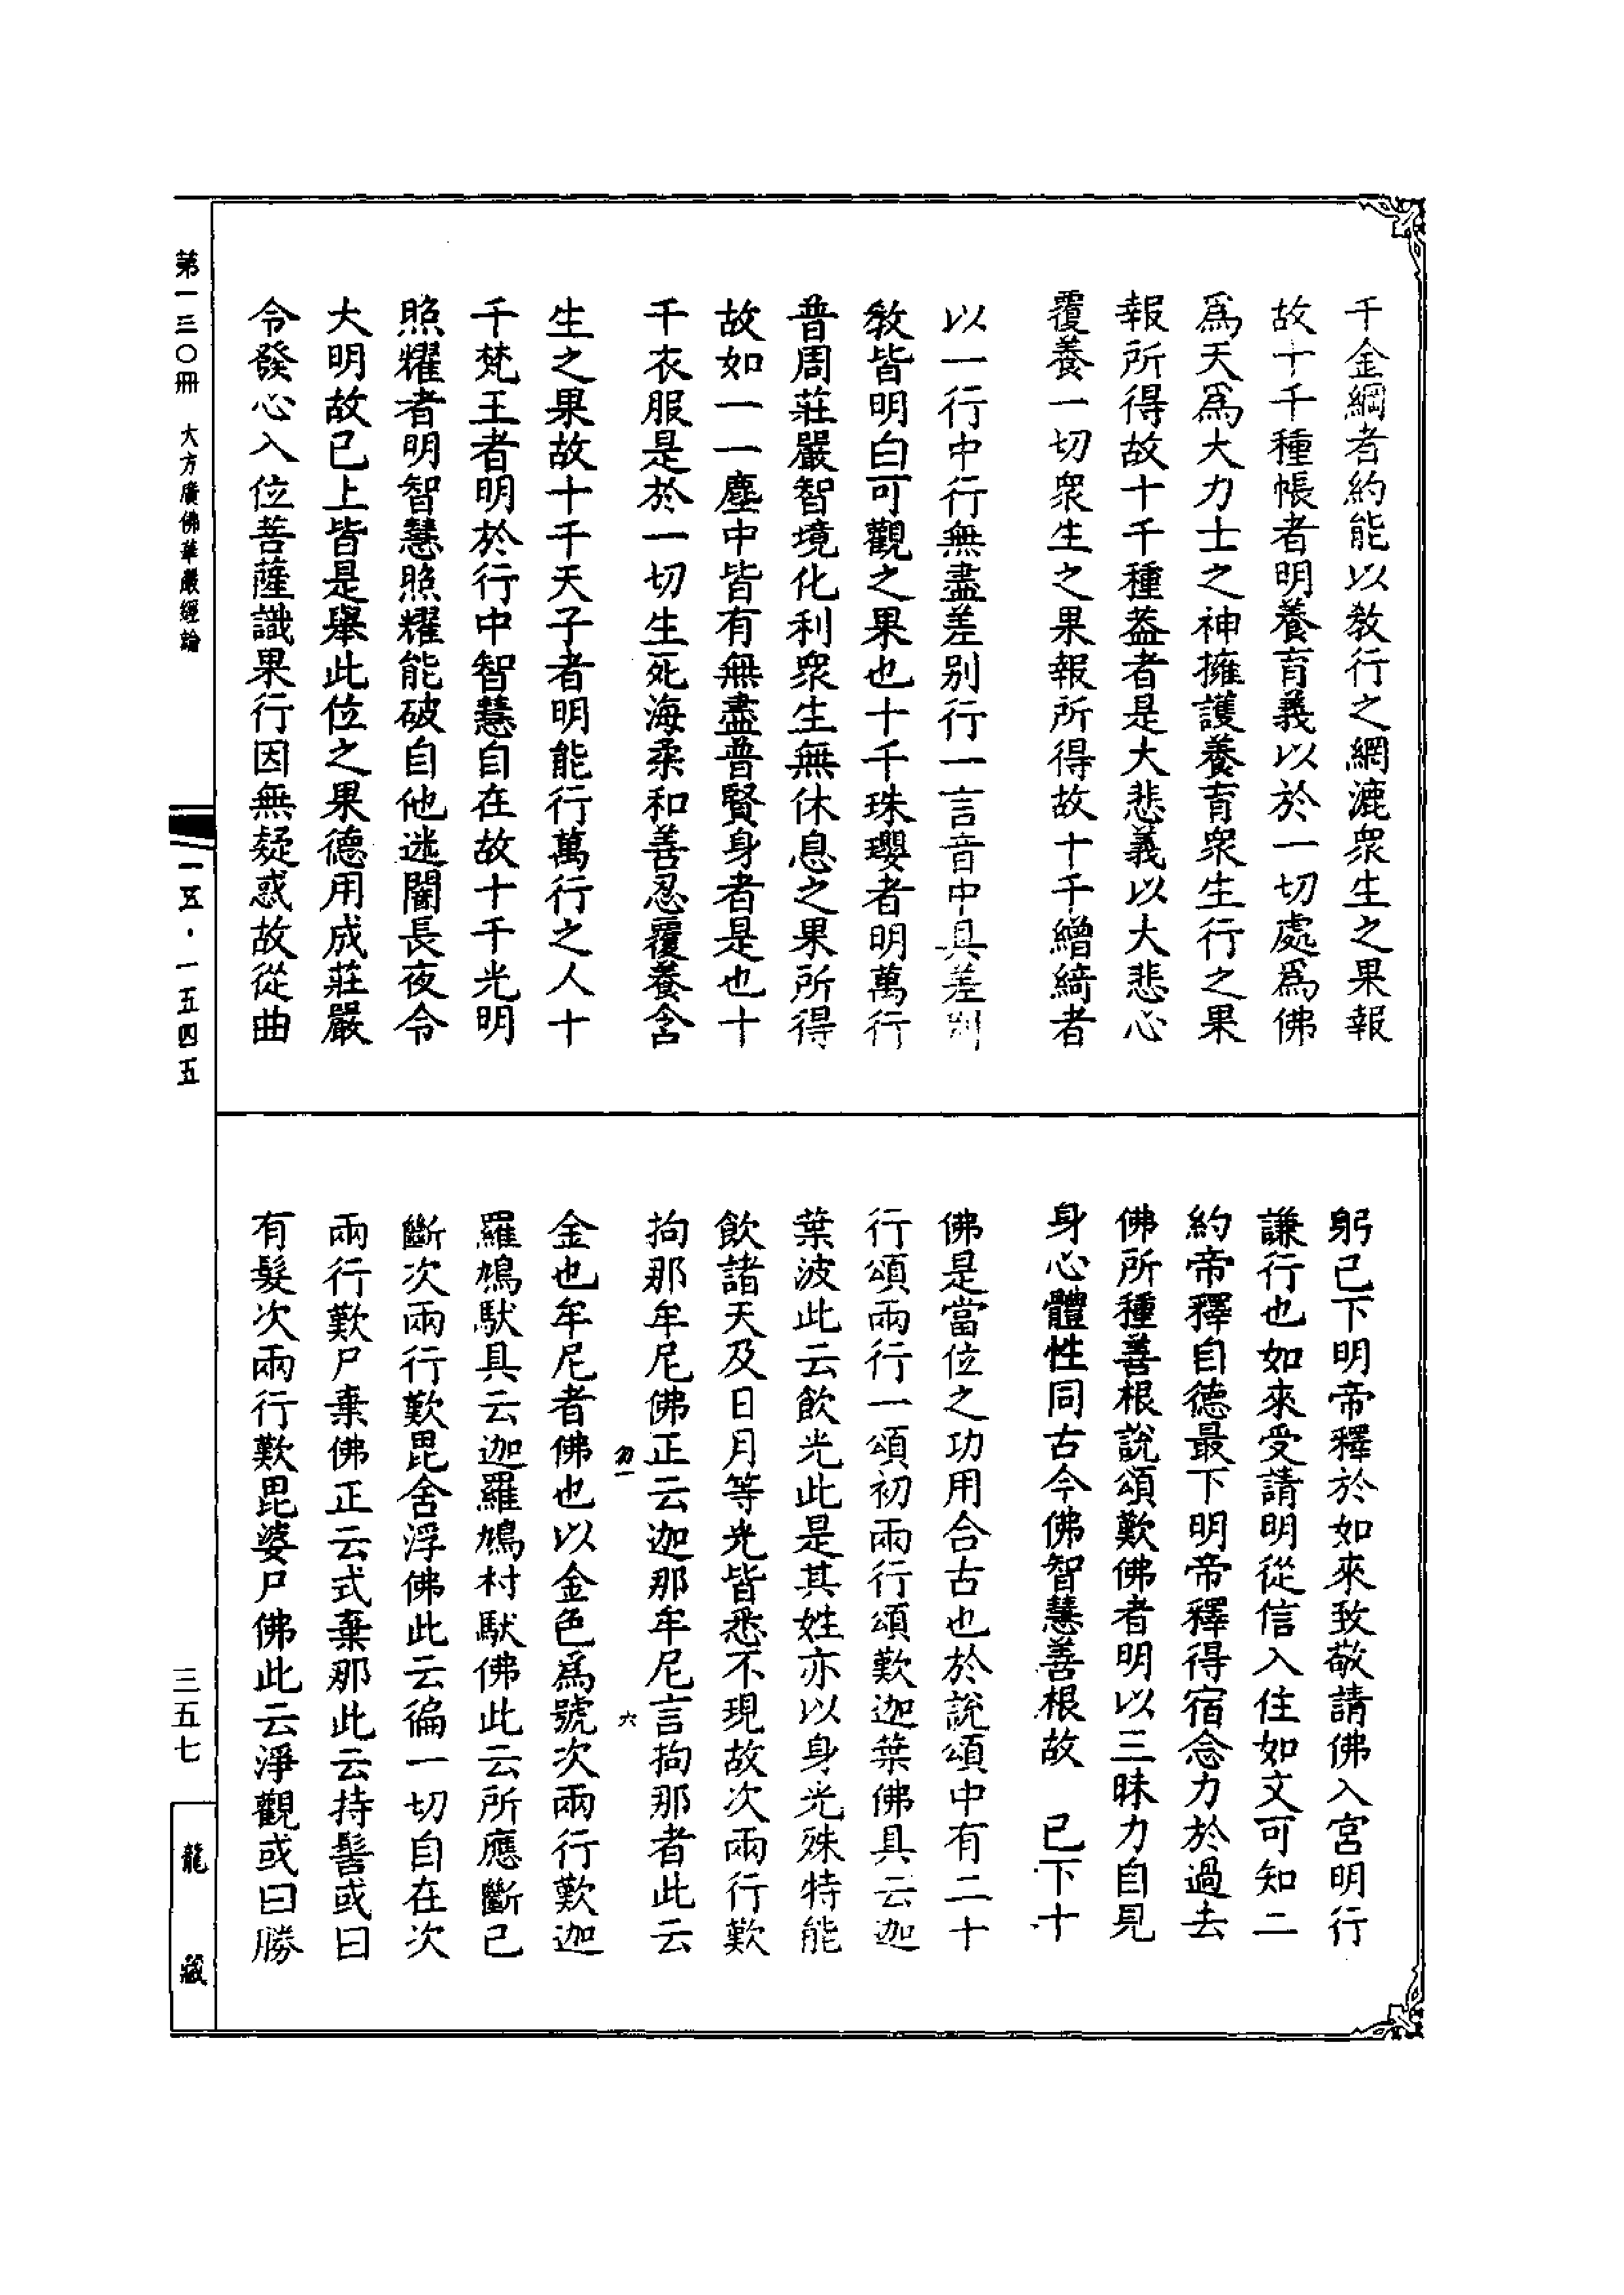 千金網者約能以教行之網漉衆生之果報
故十千種帳者明養育義以於一切處爲佛
爲天爲大力士之神擁護養育衆生行之果
報所得故十千種葢者是大悲義以大悲心
覆養一切衆生之果報所得故十千繒綺者
以一行中行無盡差別行一言音中具差別
教皆明白可觀之果也十千珠瓔者明萬行
普周莊嚴智境化利衆生無休息之果所得
故如一一塵中皆有無盡普賢身者是也十
千衣服是於一切生死海柔和善忍覆養含
生之果故十千天子者明能行萬行之人十
千梵王者明於行中智慧自在故十千光明
照耀者明智慧照耀能破自他迷闇長夜令
大明故已上皆是舉此位之果德用成莊嚴
令發心入位菩薩識果行因無疑惑故從曲
躬已下明帝釋於如來致敬請佛入宮明行
謙行也如來受請明從信入住如文可知二
約帝釋自德最下明帝釋得宿念力於過去
佛所種善根說頌歎佛者明以三昧力自見
身心體性同古今佛智慧善根故　已下十
佛是當位之功用合古也於說頌中有二十
行頌兩行一頌初兩行頌歎迦葉佛具云迦
葉波此云飲光此是其姓亦以身光殊特能
飲諸天及日月等光皆悉不現故次兩行歎
拘那牟尼佛正云迦那牟尼言拘那者此云
六
金也牟尼者佛也以金色爲號次兩行歎迦
羅鳩馱具云迦羅鳩村馱佛此云所應斷已
斷次兩行歎毘舍浮佛此云徧一切自在次
兩行歎尸棄佛正云式棄那此云持髻或曰
有髮次兩行歎毘婆尸佛此云淨觀或曰勝
第一三〇冊　大方廣佛華嚴經論
一五·一五四五
三五七
龍藏